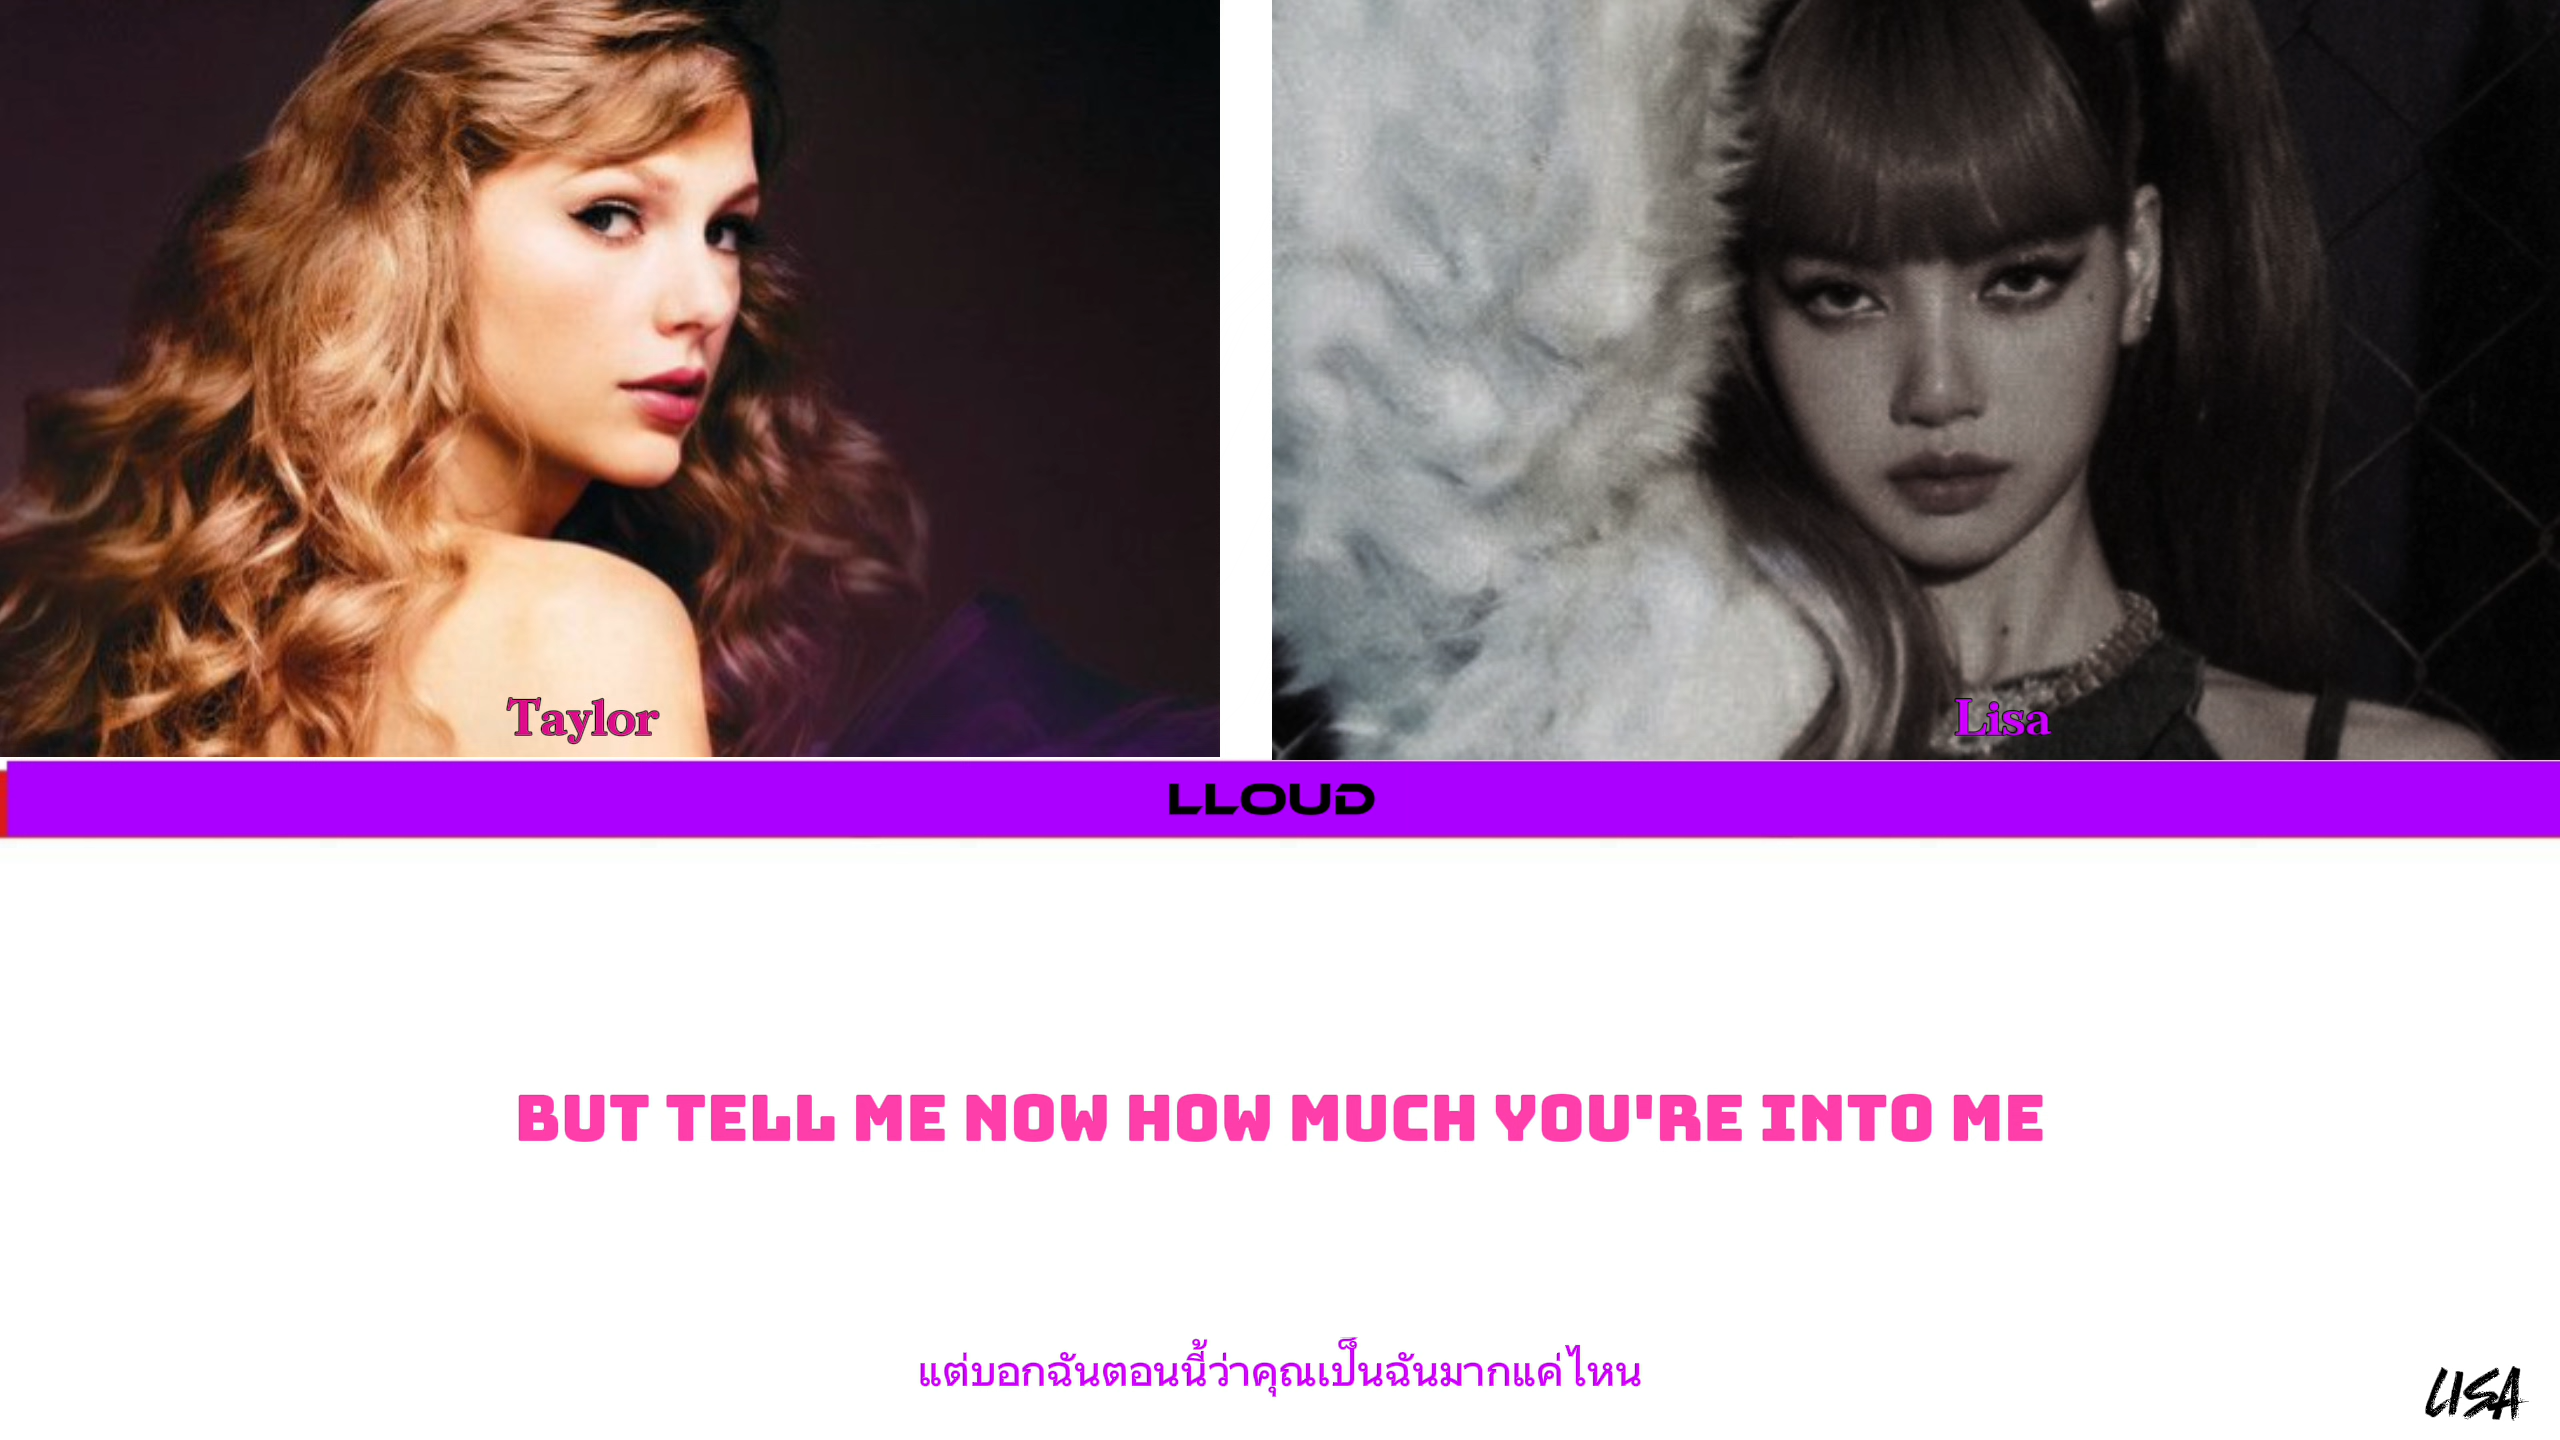 Taylor
Lisa
LLOUD
BUT TELL ME NOW HOW MUCH YOU'RE INTO ME
แต่บอกฉันตอนนี้ว่าคุณเป็นฉันมากแค่ไหน
LISA